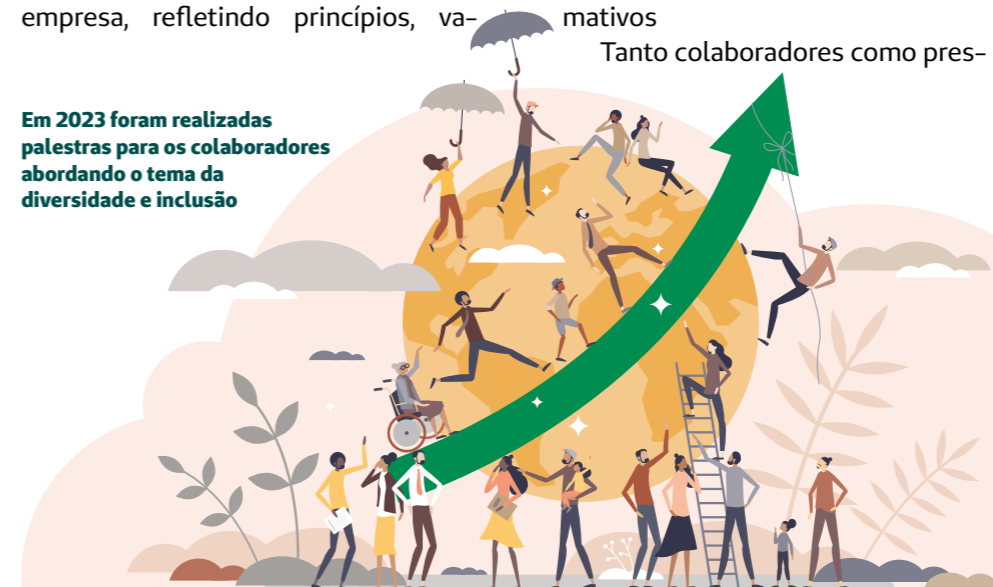 empresa, refletindo princípios, va-
mativos
Tanto colaboradores como pres-
Em 2023 foram realizadas
palestras para os colaboradores
abordando o tema da
diversidade e inclusão